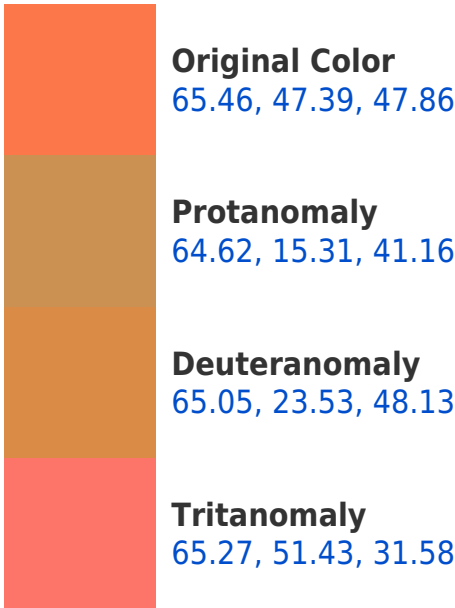 Original Color
65.46, 47.39, 47.86
Protanomaly
64.62, 15.31, 41.16
Deuteranomaly
65.05, 23.53, 48.13
Tritanomaly
65.27, 51.43, 31.58